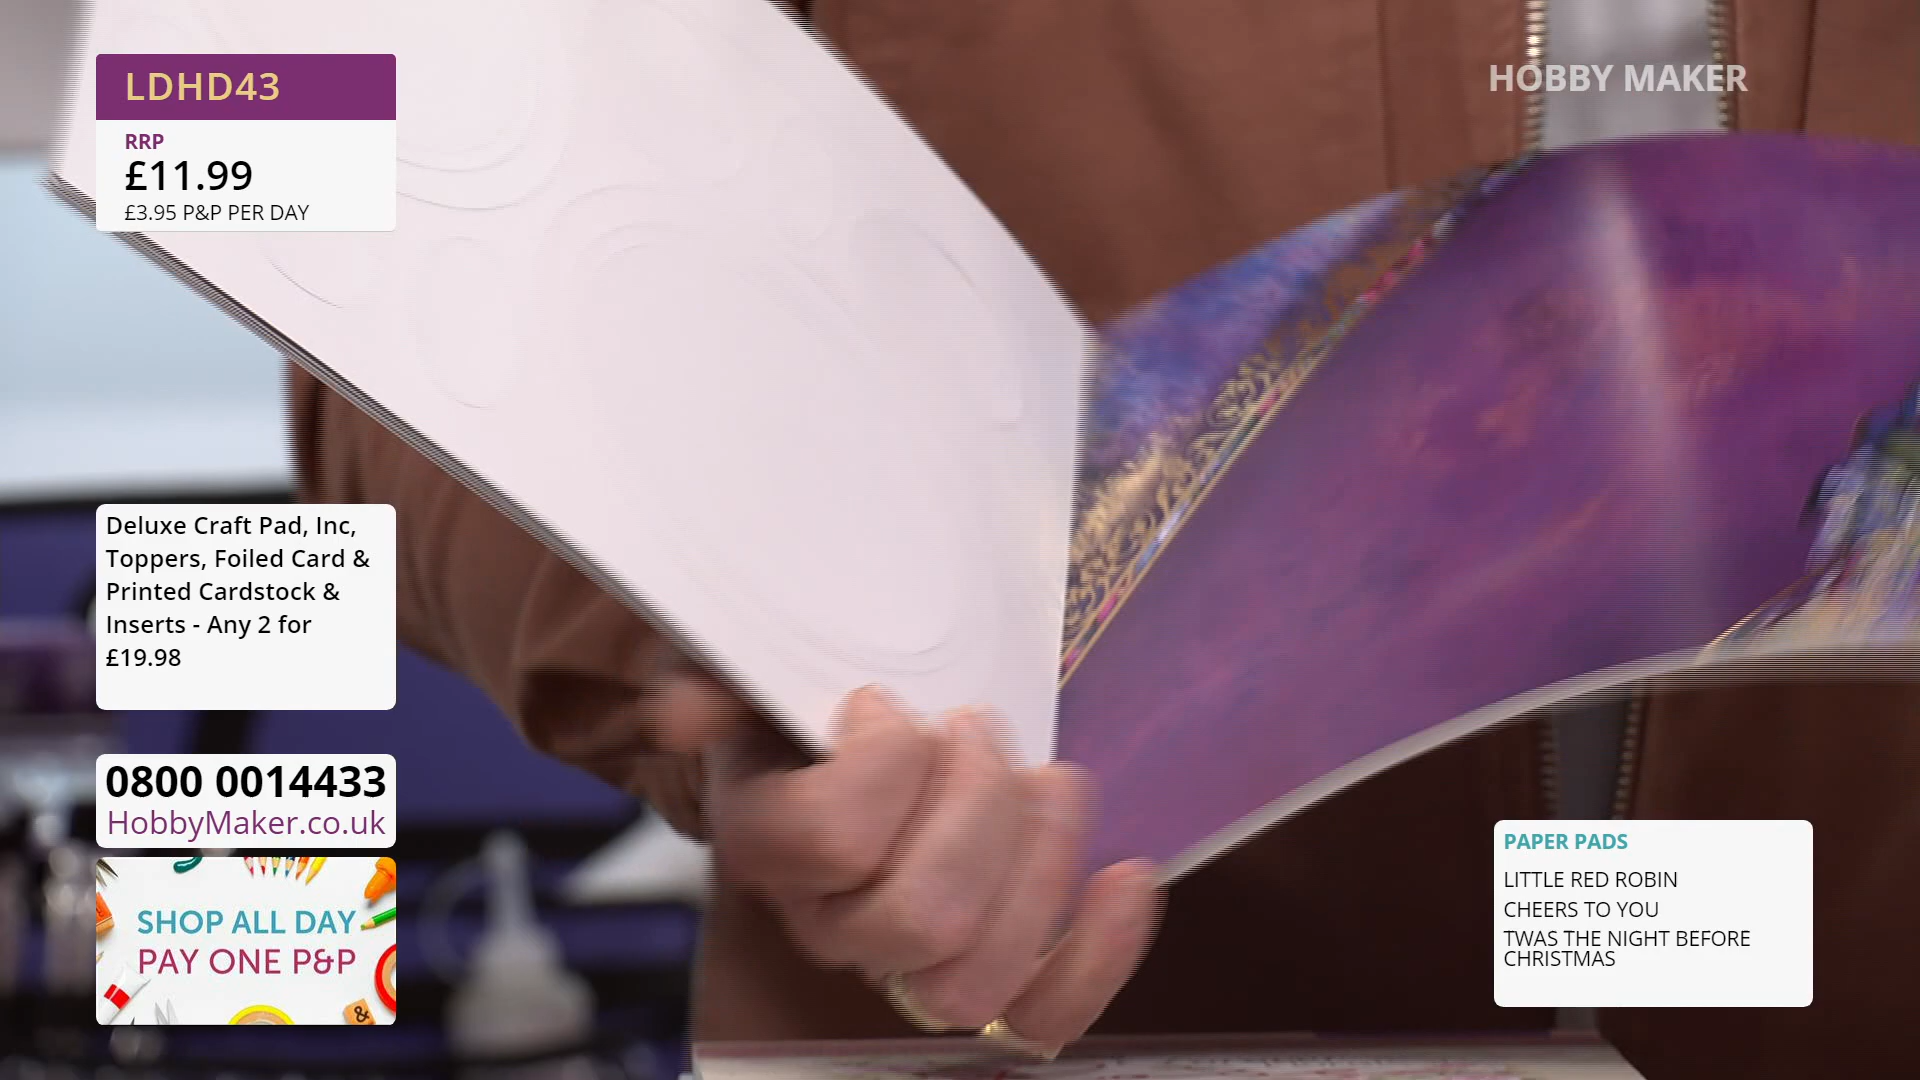 LDHD43
RRP
£11.99
£3.95 P&P PER DAY
HOBBY MAKER
Deluxe Craft Pad, Inc,
Toppers, Foiled Card &
Printed Cardstock &
Inserts - Any 2 for
£19.98
0800 0014433
HobbyMaker.co.uk
SHOP ALL DAY
PAY ONE P&P
&
PAPER PADS
LITTLE RED ROBIN
CHEERS TO YOU
TWAS THE NIGHT BEFORE
CHRISTMAS